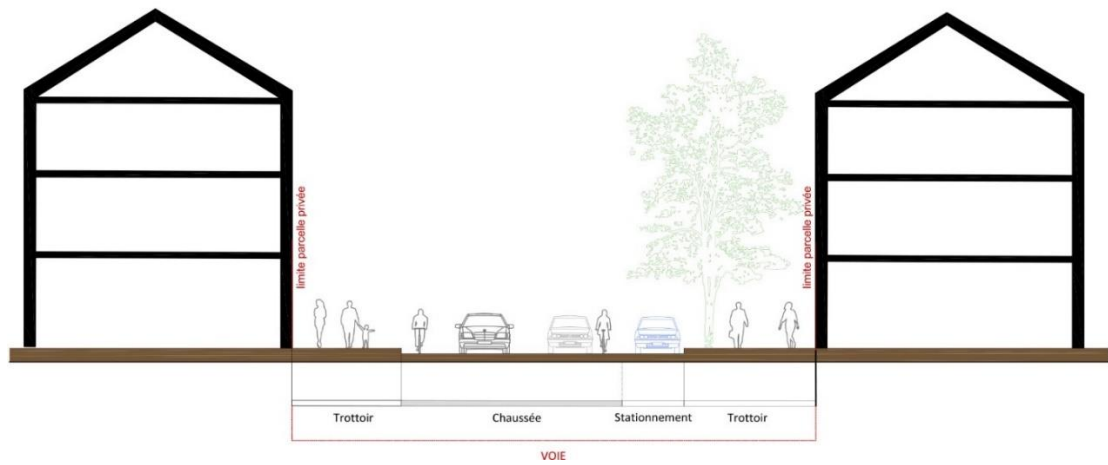 limite parcelle privée
limite parcelle privée
Trottoir
Chaussée
Stationnement
Trottoir
VOIE